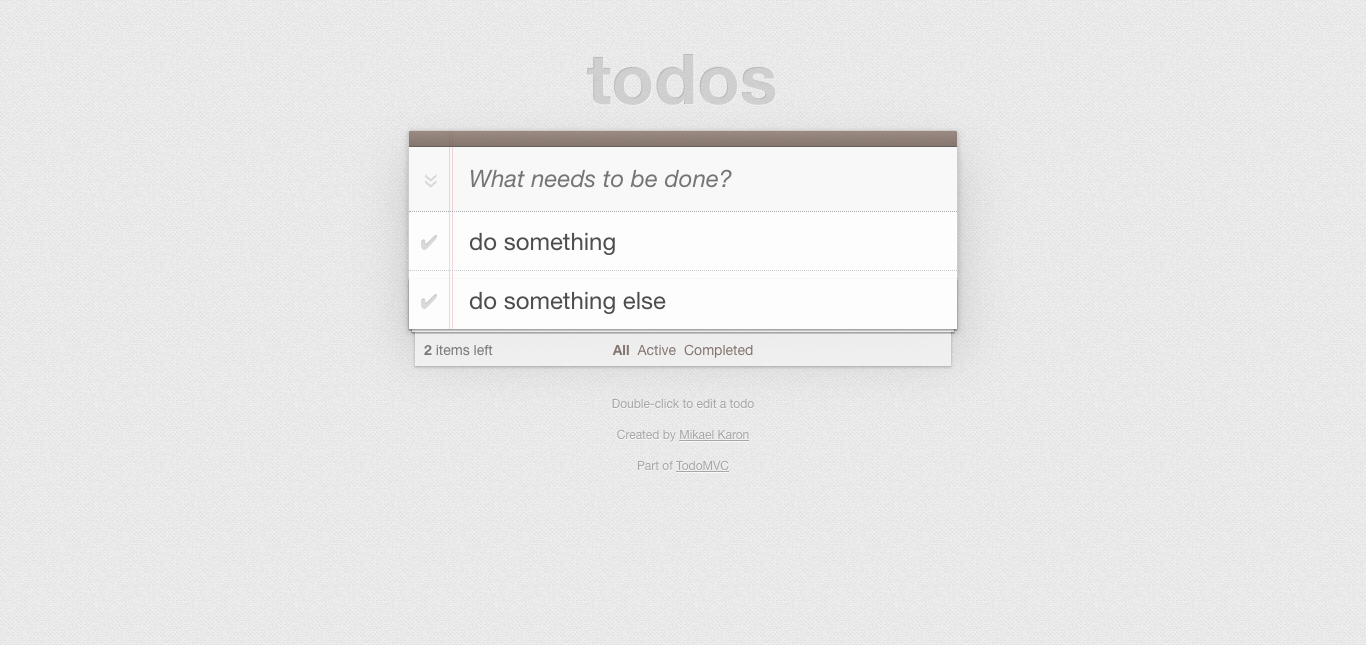 todos
What needs to be done?
do something
do something else
2 items left All Active Completed
Double-click to edit a todo
Created by Mikael Karon
Part of TodoMVC